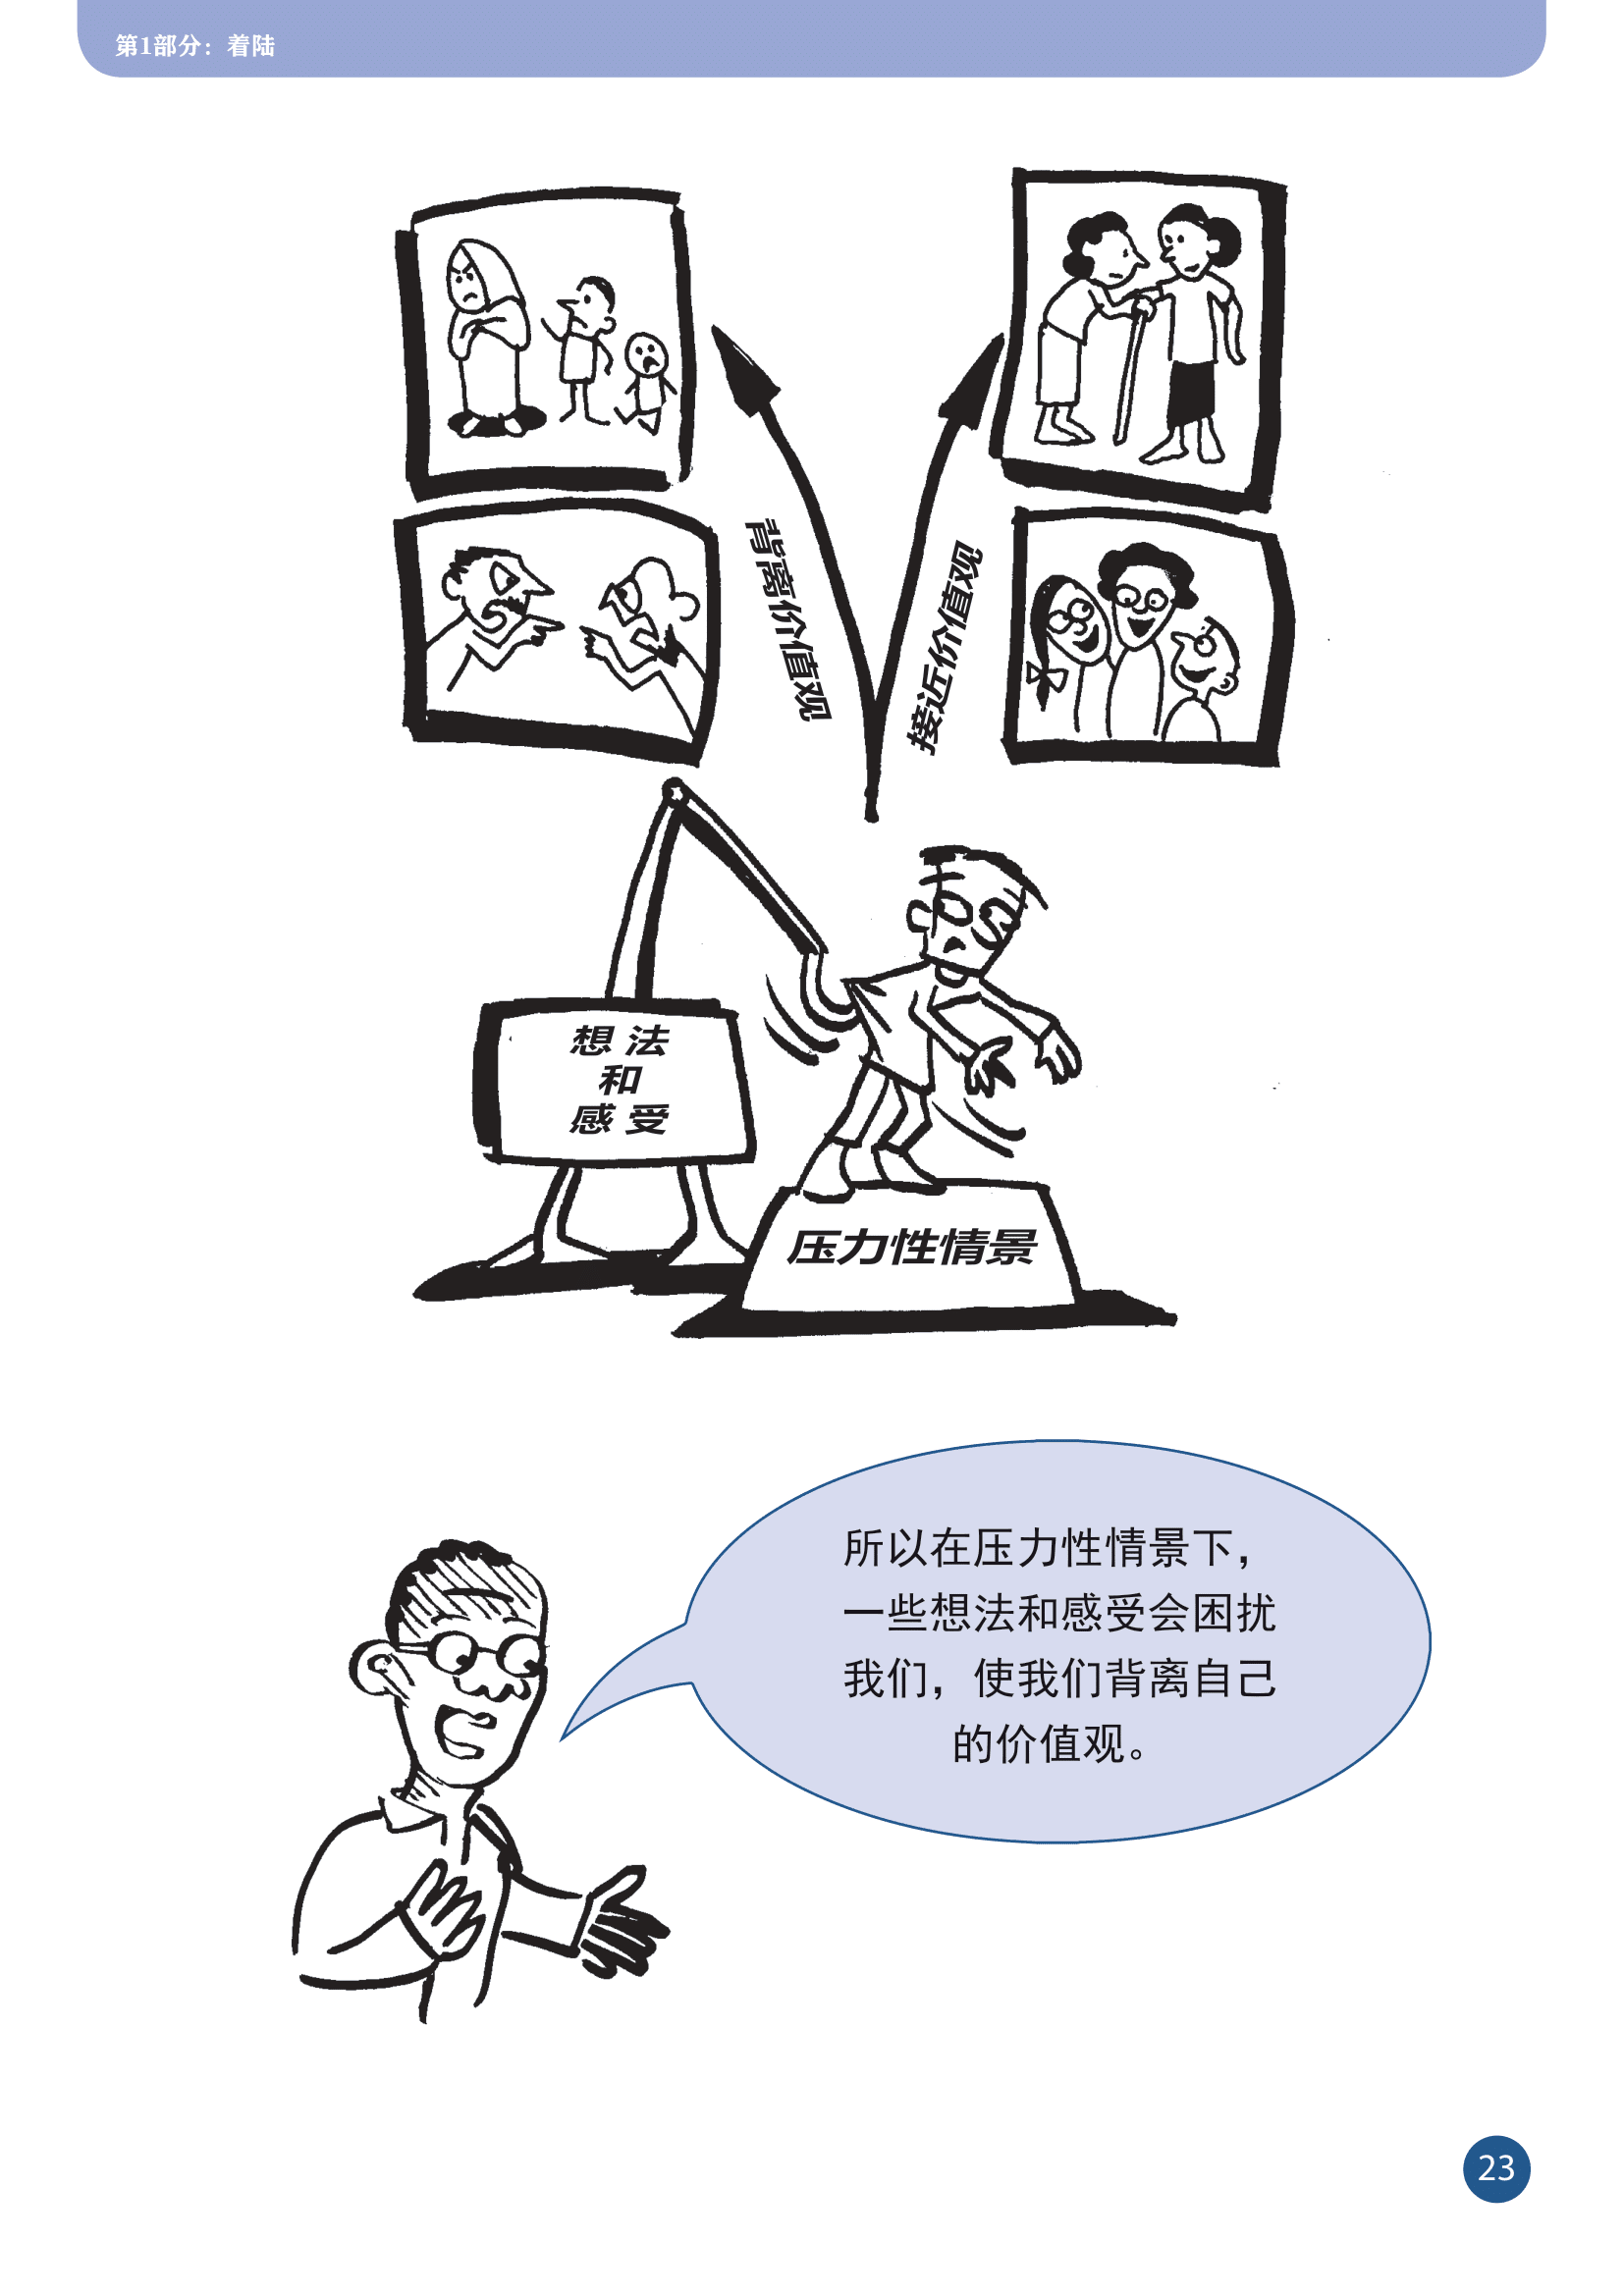 第1部分：着陆
背离价值观
接近价值观
想法
和
感受
压力性情景
所以在压力性情景下，
一些想法和感受会困扰
我们，使我们背离自己
的价值观。
23